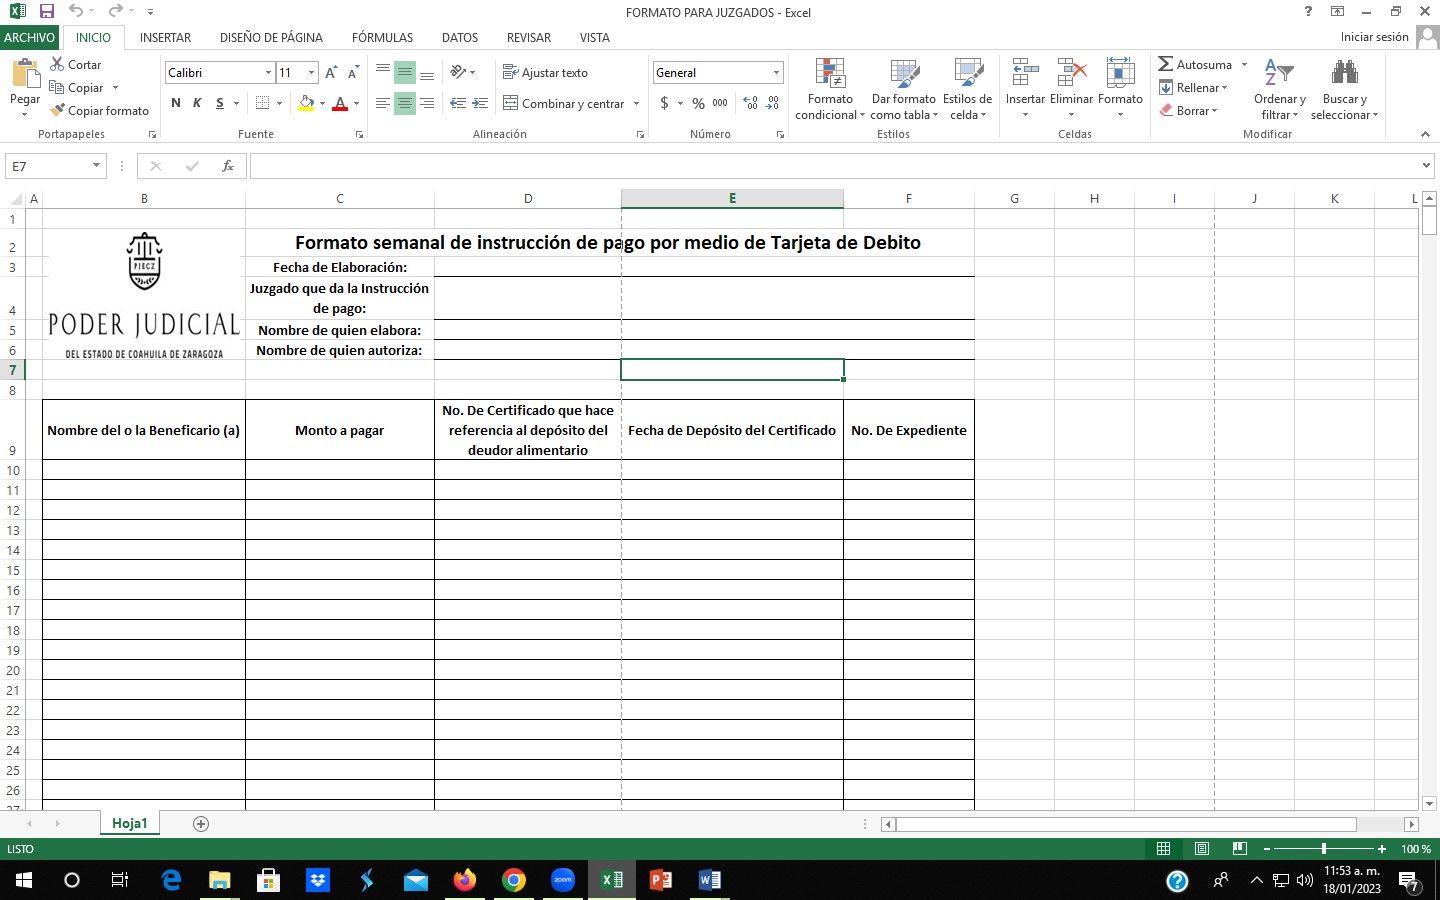 FORMATO PARA JUZGADOS - Excel
ARCHIVO INICIO INSERTAR DISEÑO DE PÁGINA FÓRMULAS DATOS REVISAR VISTA Iniciar sesión
Pegar
Cortar
Copiar
Copiar formato
Portapapeles
Calibri 11
N K S
Fuente
Ajustar texto
Combinar y centrar
Alineación
General
$ % 000
Número
Formato condicional
Dar formato como tabla
Estilos de celda
Estilos
Insertar Eliminar Formato
Celdas
Autosuma
Rellenar
Borrar
Ordenar y filtrar
Buscar y seleccionar
Modificar
E7
fx
A B C D E F G H I J K L
1
2
3
4
5
6
7
8
9
10
11
12
13
14
15
16
17
18
19
20
21
22
23
24
25
26
27
PJECZ
PODER JUDICIAL
DEL ESTADO DE COAHUILA DE ZARAGOZA
Formato semanal de instrucción de pago por medio de Tarjeta de Debito
Fecha de Elaboración:
Juzgado que da la Instrucción
de pago:
Nombre de quien elabora:
Nombre de quien autoriza:
Nombre del o la Beneficario (a)
Monto a pagar
No. De Certificado que hace
referencia al depósito del
deudor alimentario
Fecha de Depósito del Certificado
No. De Expediente
Hoja1
LISTO
100 %
zoom
11:53 a. m.
18/01/2023
7